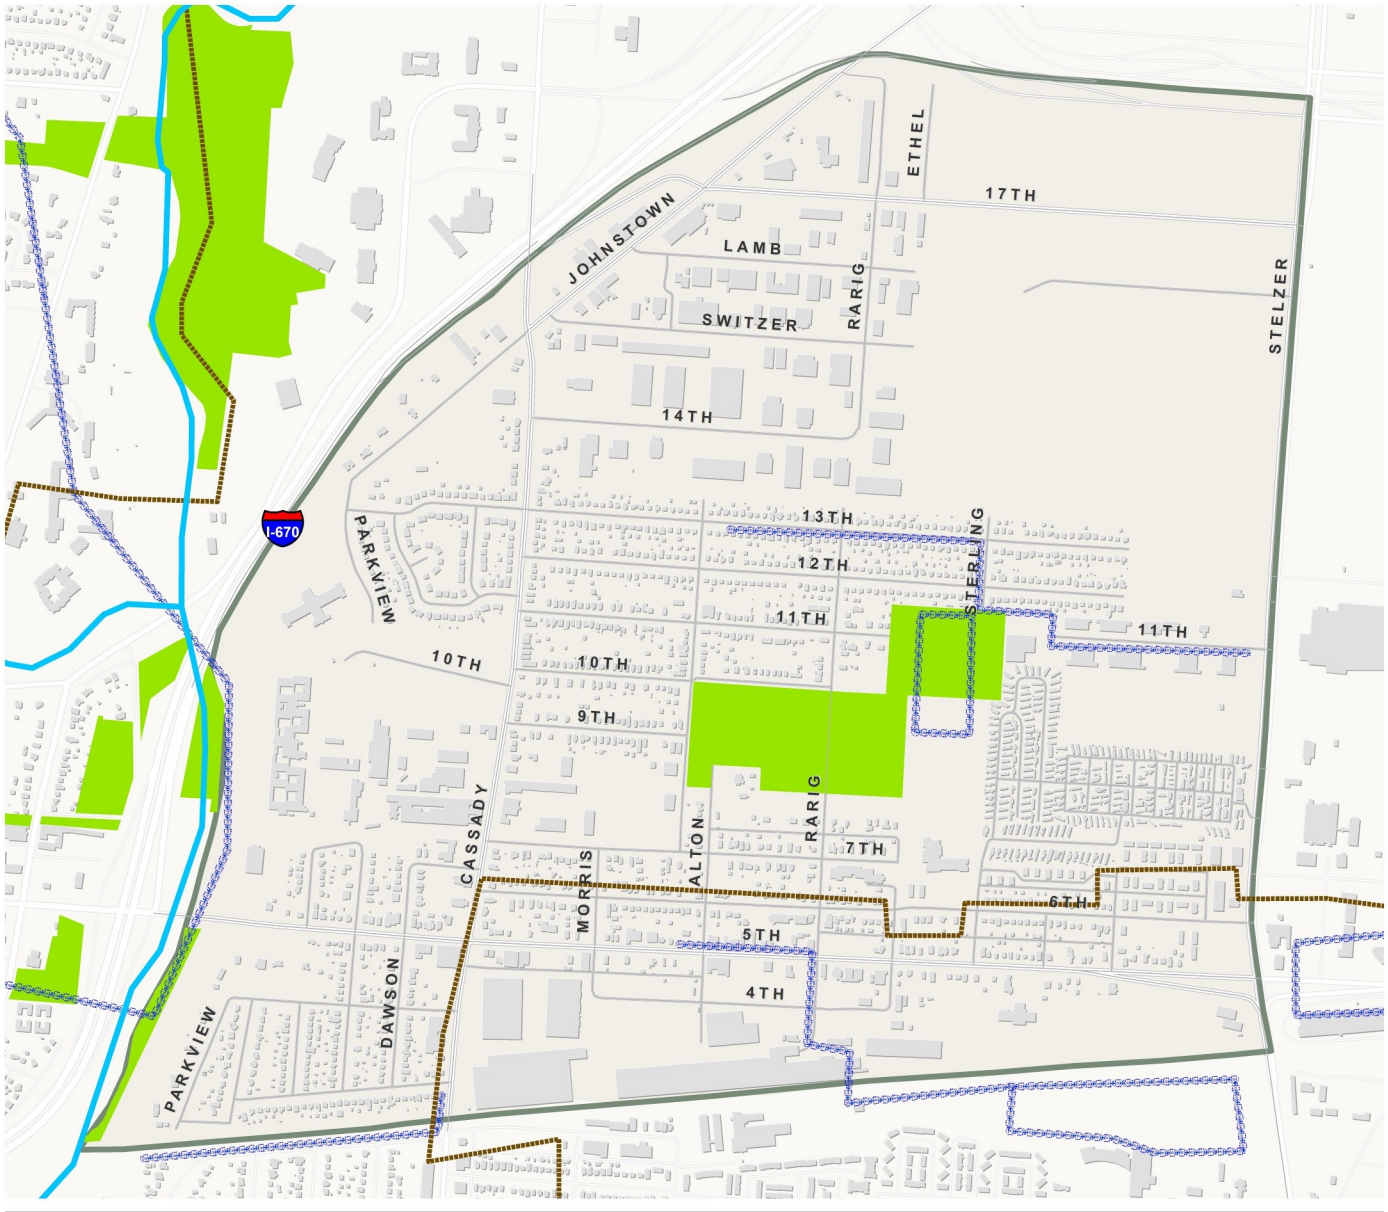 ETHEL
17TH
JOHNSTOWN
LAMB
RARIG
STELZER
SWITZER
14TH
I-670
PARKVIEW
13TH
STERLING
12TH
11TH
11TH
10TH
10TH
9TH
CASSADY
RARIG
ALTON
7TH
MORRIS
6TH
5TH
DAWSON
4TH
PARKVIEW